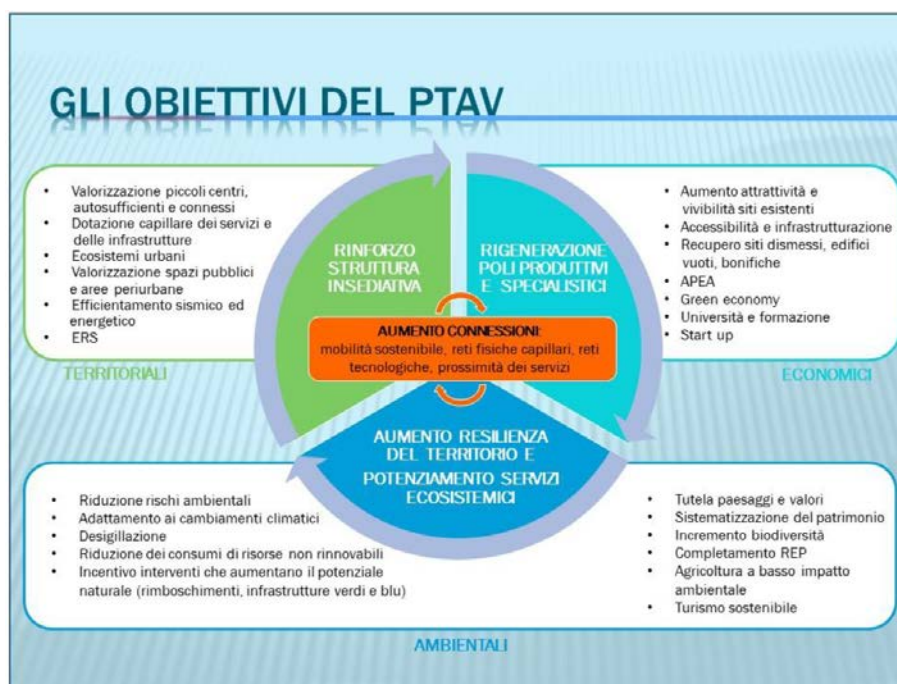 GLI OBIETTIVI DEL PTAV
• Valorizzazione piccoli centri,
autosufficienti e connessi
• Dotazione capillare dei servizi e
delle infrastrutture
• Ecosistemi urbani
• Valorizzazione spazi pubblici
e aree periurbane
• Efficientamento sismico ed
energetico
• ERS
TERRITORIALI
RINFORZO
STRUTTURA
INSEDIATIVA
RIGENERAZIONE
POLI PRODUTTIVI
E SPECIALISTICI
• Aumento attrattività e
vivibilità siti esistenti
• Accessibilità e infrastrutturazione
• Recupero siti dismessi, edifici
vuoti, bonifiche
• APEA
• Green economy
• Università e formazione
• Start up
ECONOMICI
AUMENTO CONNESSIONI:
mobilità sostenibile, reti fisiche capillari, reti
tecnologiche, prossimità dei servizi
AUMENTO RESILIENZA
DEL TERRITORIO E
POTENZIAMENTO SERVIZI
ECOSISTEMICI
• Riduzione rischi ambientali
• Adattamento ai cambiamenti climatici
• Desigillazione
• Riduzione dei consumi di risorse non rinnovabili
• Incentivo interventi che aumentano il potenziale
naturale (rimboschimenti, infrastrutture verdi e blu)
• Tutela paesaggi e valori
• Sistematizzazione del patrimonio
• Incremento biodiversità
• Completamento REP
• Agricoltura a basso impatto
ambientale
• Turismo sostenibile
AMBIENTALI